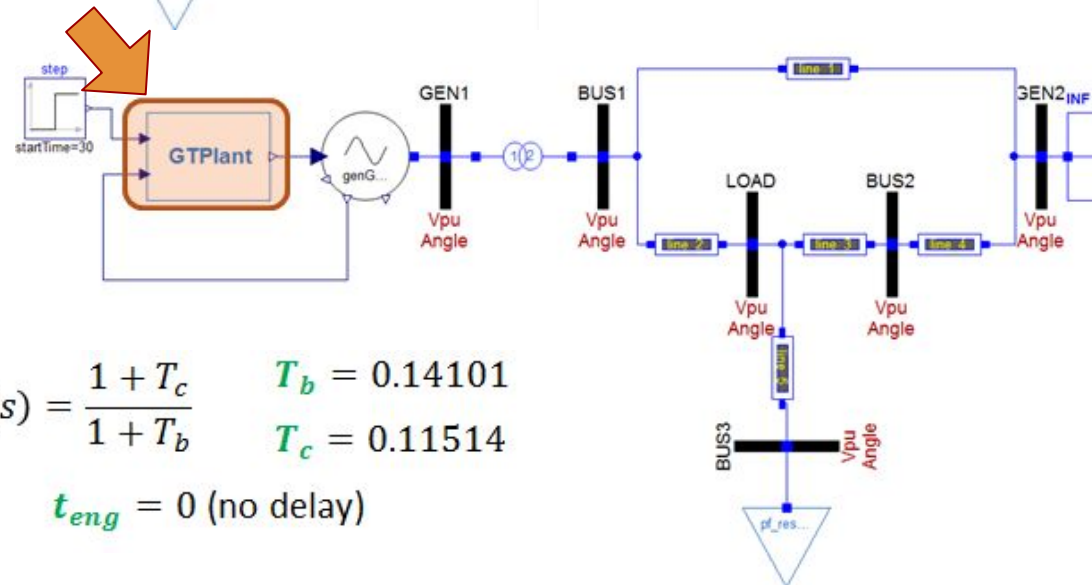 step
startTime=30
GTPlant
genG...
GEN1
Vpu
Angle
1 2
BUS1
Vpu
Angle
line 1
line 2
LOAD
Vpu
Angle
line 3
BUS2
Vpu
Angle
line 4
GEN2
INF
Vpu
Angle
line 5
BUS3
Vpu
Angle
pf_res...
s) = 1 + T_c / 1 + T_b
T_b = 0.14101
T_c = 0.11514
t_eng = 0 (no delay)